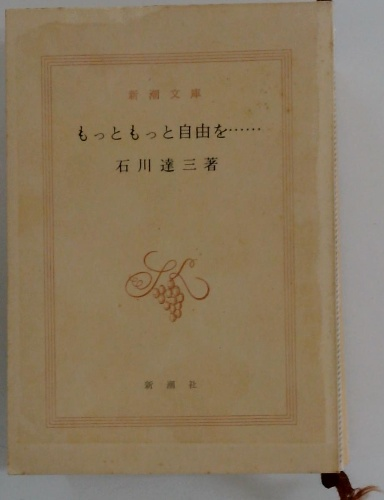 新潮文庫
もっともっと自由を……
石川達三著
新潮社